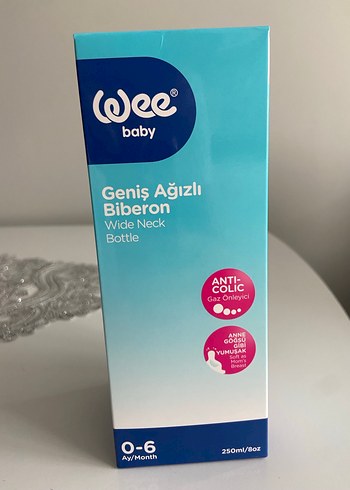 Wee®
baby
Geniş Ağızlı
Biberon
Wide Neck
Bottle
ANTI-
COLIC
Gaz Önleyici
ANNE
GÖĞSÜ
GİBİ
YUMUŞAK
Soft as
Mom's
Breast
0-6
Ay/Month
250ml/8oz